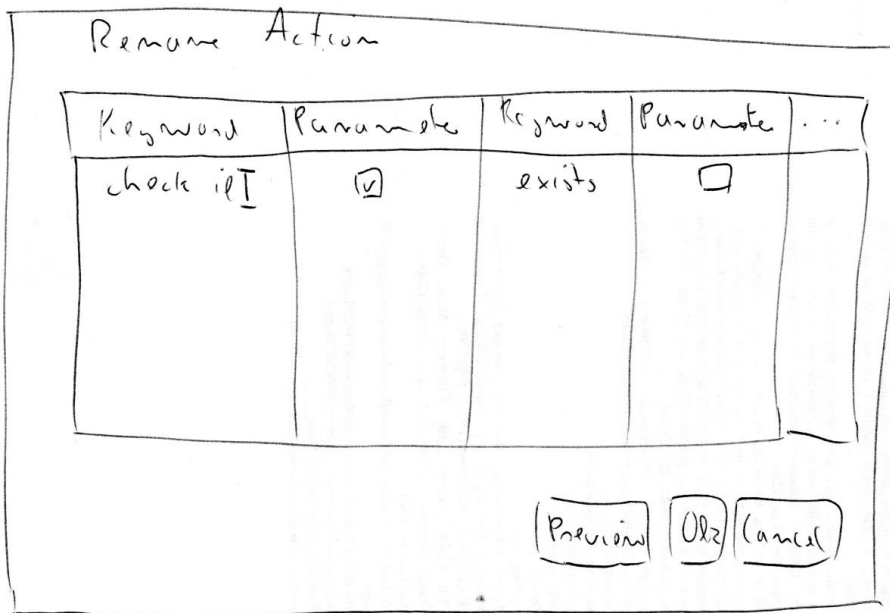 Rename Action
Keyword Parameter Keyword Parameter ...
check if exists
Preview Ok Cancel